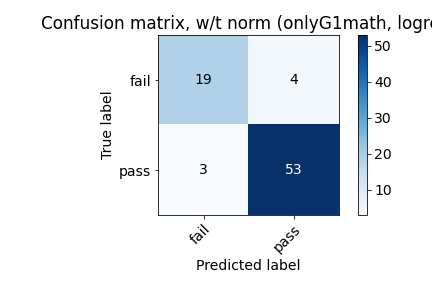 Confusion matrix, w/t norm (onlyG1math, logre
fail
19
4
pass
3
53
fail
pass
True label
Predicted label
50
40
30
20
10